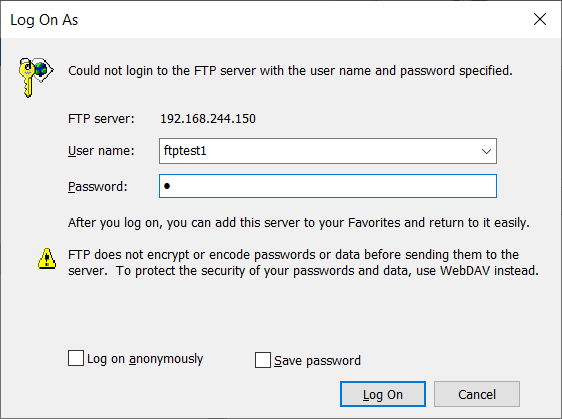 Log On As
Could not login to the FTP server with the user name and password specified.
FTP server: 192.168.244.150
User name: ftptest1
Password: ●
After you log on, you can add this server to your Favorites and return to it easily.
FTP does not encrypt or encode passwords or data before sending them to the
server. To protect the security of your passwords and data, use WebDAV instead.
Log on anonymously Save password
Log On Cancel